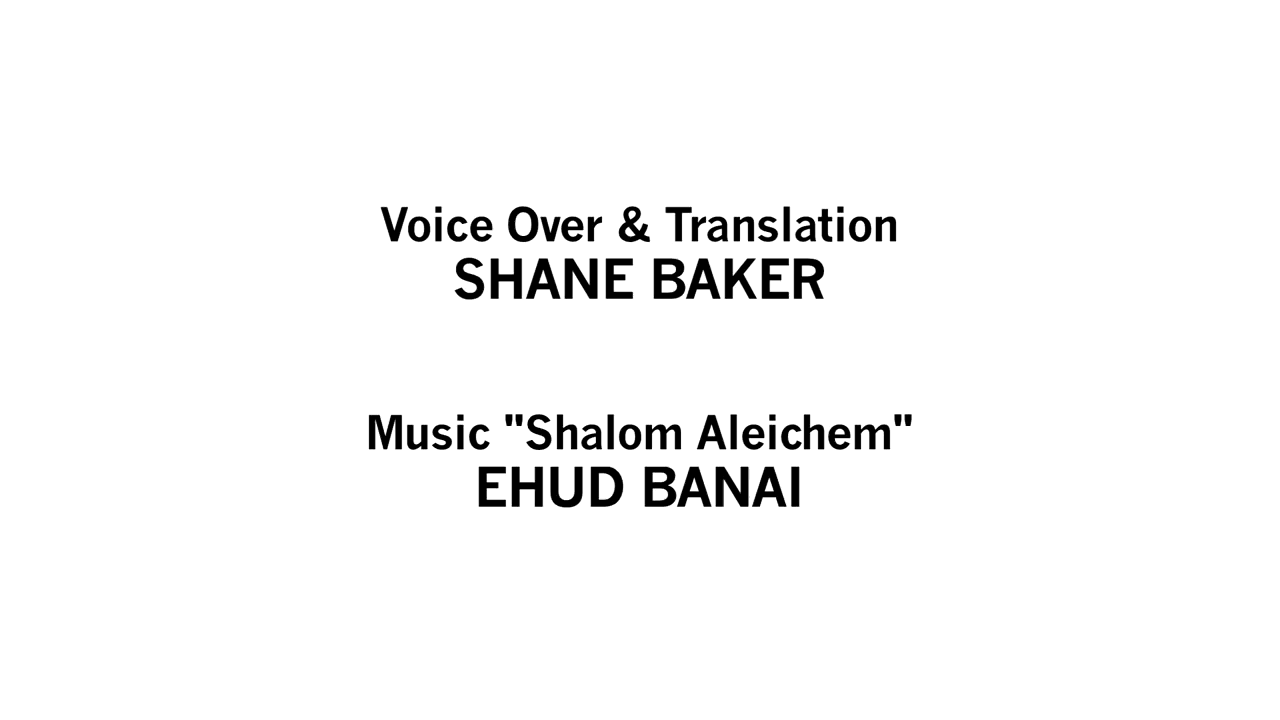 Voice Over & Translation
SHANE BAKER
Music "Shalom Aleichem"
EHUD BANAI